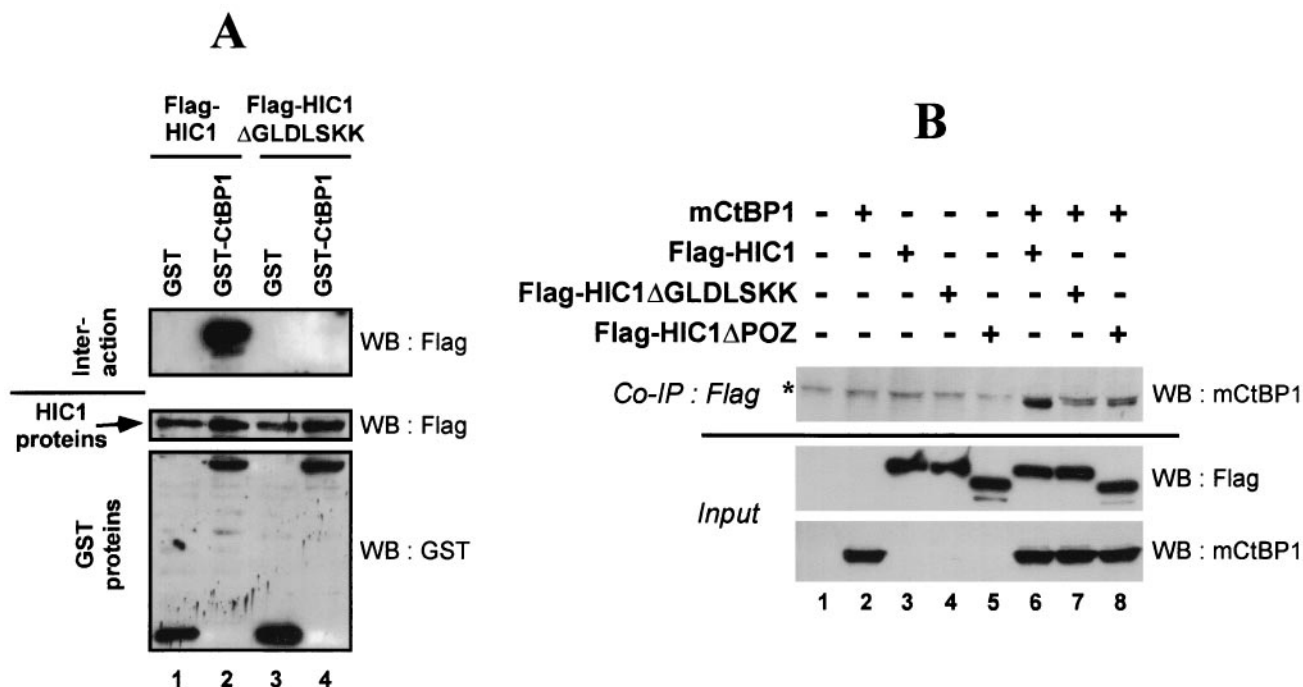 A
Flag-HIC1
Flag-HIC1 ΔGLDLSKK
GST
GST-CtBP1
GST
GST-CtBP1
Inter-action
WB : Flag
HIC1 proteins
WB : Flag
GST proteins
WB : GST
1 2 3 4
B
mCtBP1 - + - - - + + +
Flag-HIC1 - - + - - + - -
Flag-HIC1ΔGLDLSKK - - - + - - + -
Flag-HIC1ΔPOZ - - - - + - - +
Co-IP : Flag * WB : mCtBP1
WB : Flag
Input
WB : mCtBP1
1 2 3 4 5 6 7 8